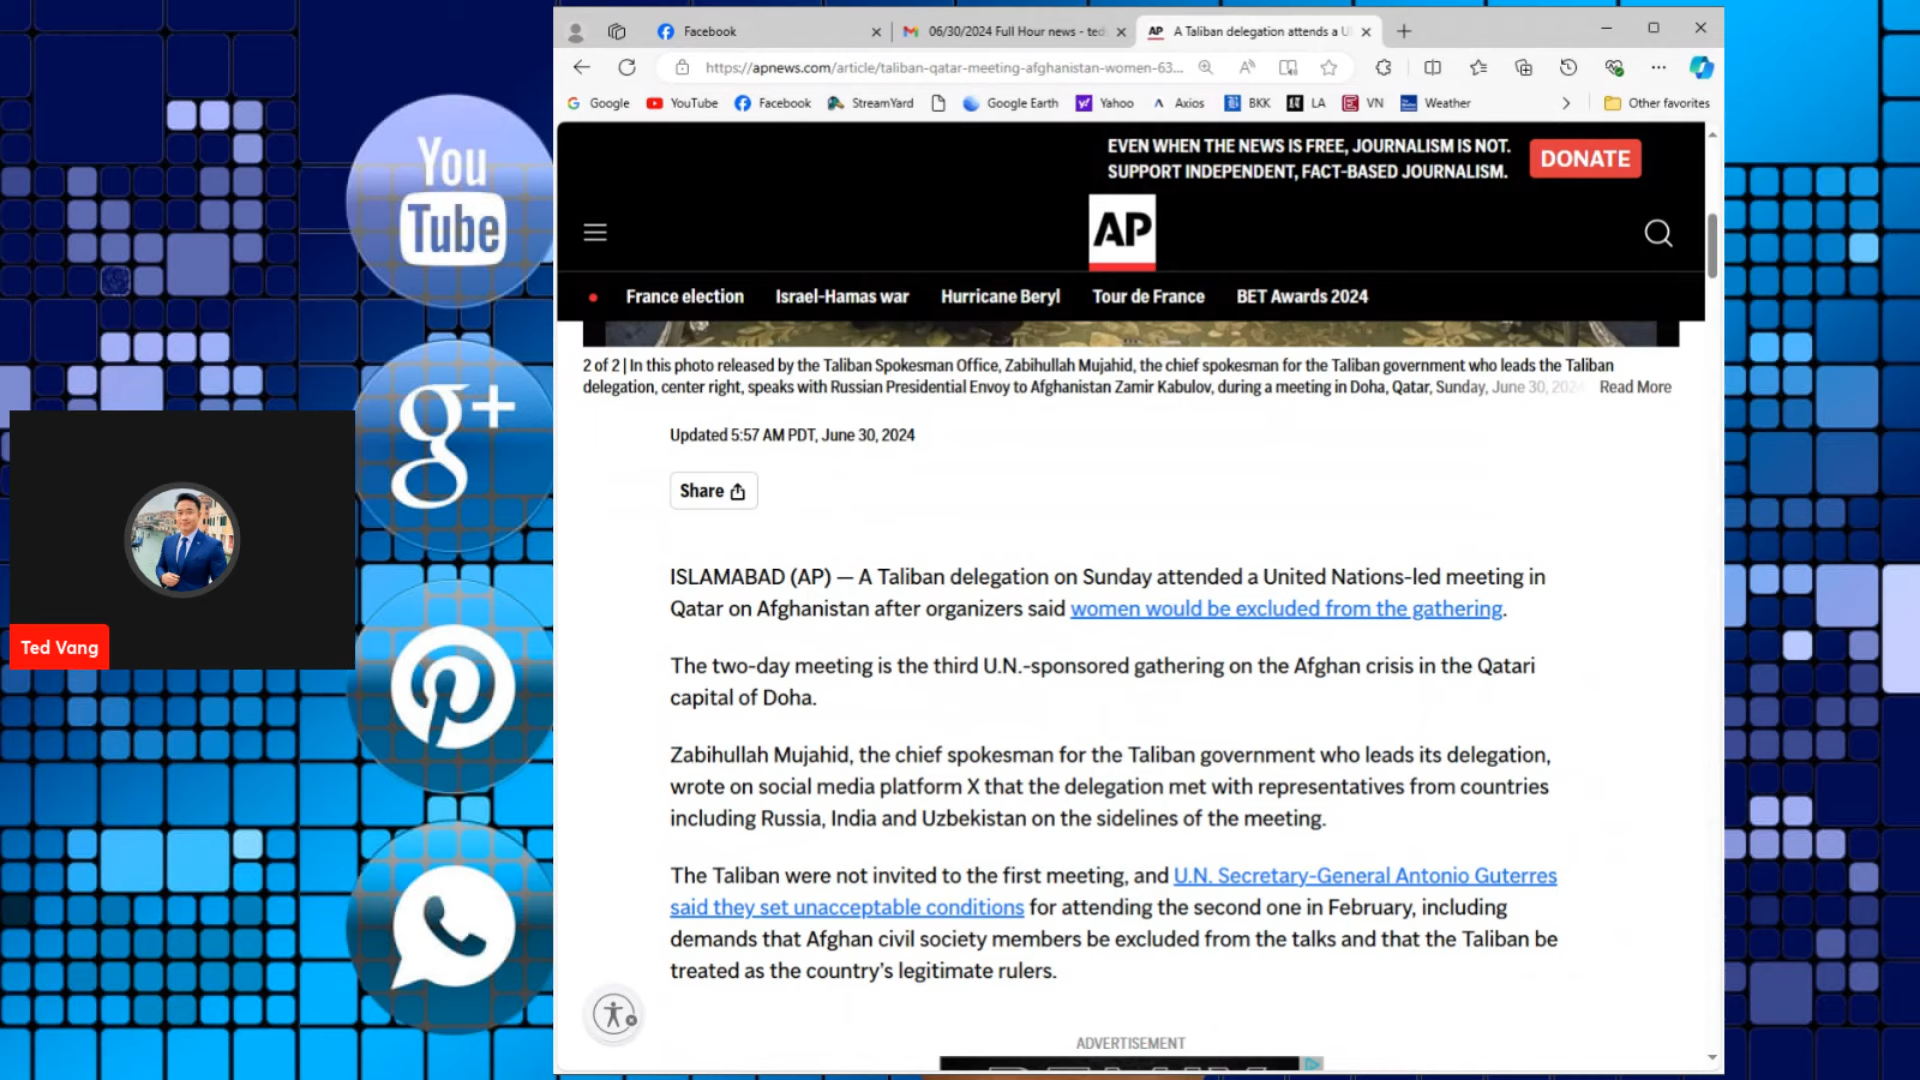 Facebook
06/30/2024 Full Hour news - ted
AP A Taliban delegation attends a U
https://apnews.com/article/taliban-qatar-meeting-afghanistan-women-63...
Google YouTube Facebook StreamYard Google Earth Yahoo Axios BKK LA VN Weather Other favorites
EVEN WHEN THE NEWS IS FREE, JOURNALISM IS NOT.
SUPPORT INDEPENDENT, FACT-BASED JOURNALISM.
DONATE
AP
France election Israel-Hamas war Hurricane Beryl Tour de France BET Awards 2024
2 of 2 | In this photo released by the Taliban Spokesman Office, Zabihullah Mujahid, the chief spokesman for the Taliban government who leads the Taliban
delegation, center right, speaks with Russian Presidential Envoy to Afghanistan Zamir Kabulov, during a meeting in Doha, Qatar, Sunday, June 30, 2024 Read More
Updated 5:57 AM PDT, June 30, 2024
Share
ISLAMABAD (AP) — A Taliban delegation on Sunday attended a United Nations-led meeting in
Qatar on Afghanistan after organizers said women would be excluded from the gathering.
The two-day meeting is the third U.N.-sponsored gathering on the Afghan crisis in the Qatari
capital of Doha.
Zabihullah Mujahid, the chief spokesman for the Taliban government who leads its delegation,
wrote on social media platform X that the delegation met with representatives from countries
including Russia, India and Uzbekistan on the sidelines of the meeting.
The Taliban were not invited to the first meeting, and U.N. Secretary-General Antonio Guterres
said they set unacceptable conditions for attending the second one in February, including
demands that Afghan civil society members be excluded from the talks and that the Taliban be
treated as the country's legitimate rulers.
ADVERTISEMENT
You
Tube
g+
Ted Vang